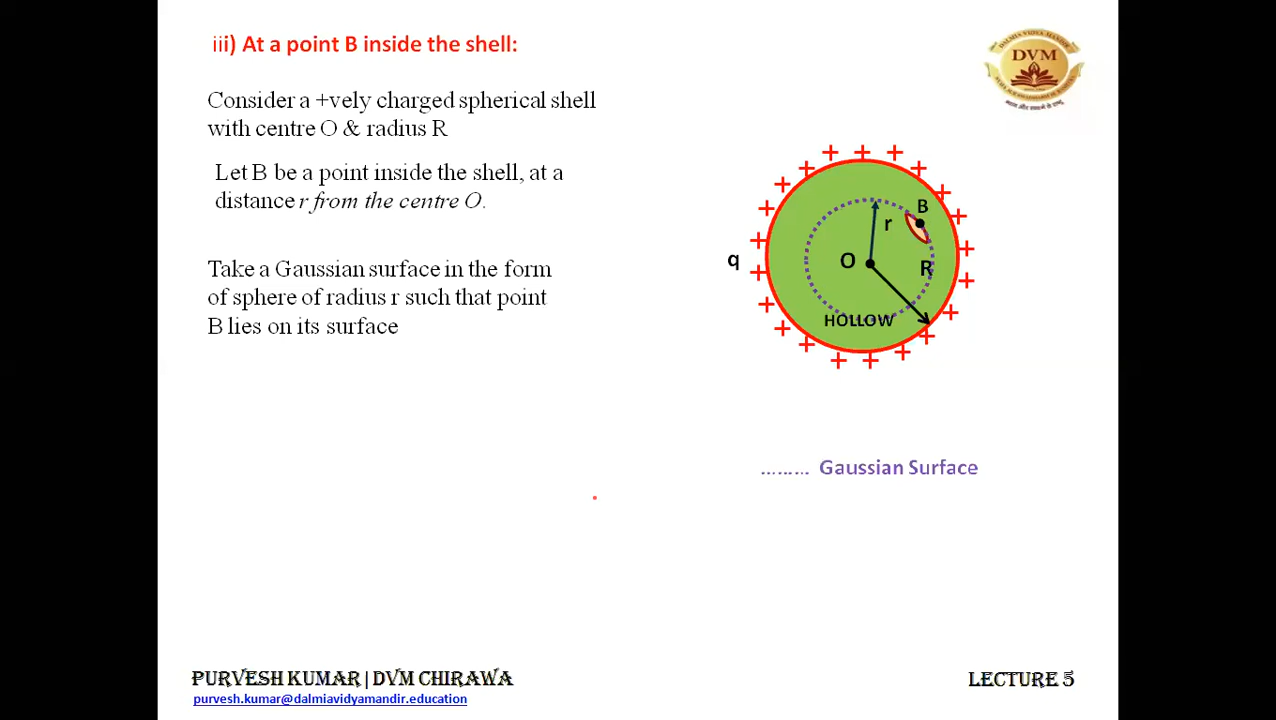 iii) At a point B inside the shell:
DVM
Consider a +vely charged spherical shell
with centre O & radius R
Let B be a point inside the shell, at a
distance r from the centre O.
Take a Gaussian surface in the form
of sphere of radius r such that point
B lies on its surface
B
r
q
O
R
HOLLOW
......... Gaussian Surface
PURVESH KUMAR| DVM CHIRAWA
purvesh.kumar@dalmiavidyamandir.education
LECTURE 5